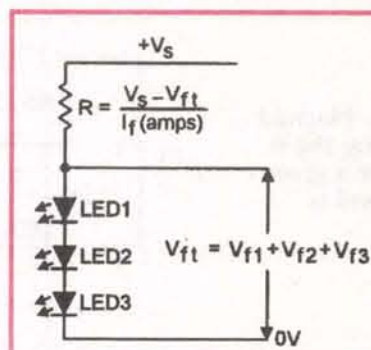 +Vs
R = Vs – Vft / If (amps)
LED1
LED2
Vft = Vf1+Vf2+Vf3
LED3
0V